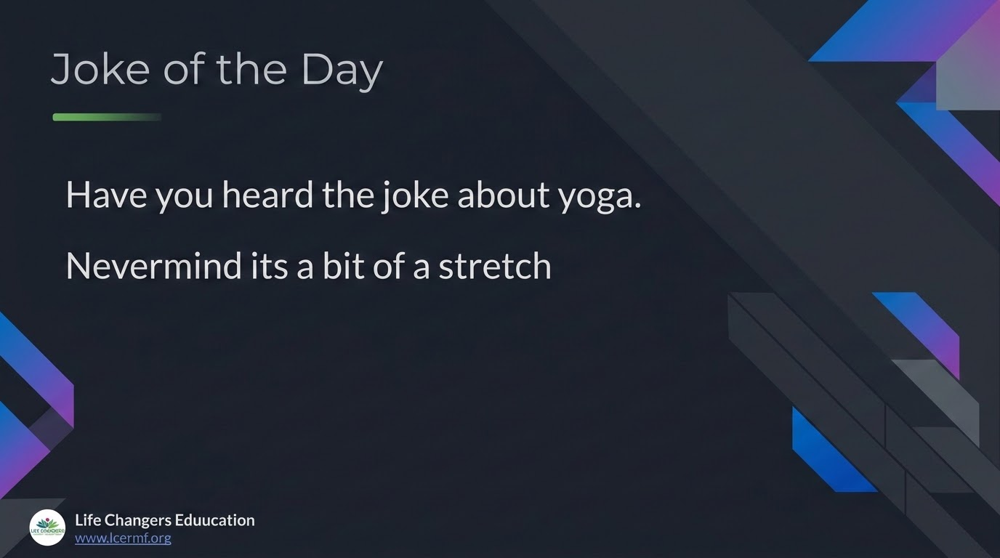 Joke of the Day
Have you heard the joke about yoga.
Nevermind its a bit of a stretch
Life Changers Eduucation
www.lcermf.org